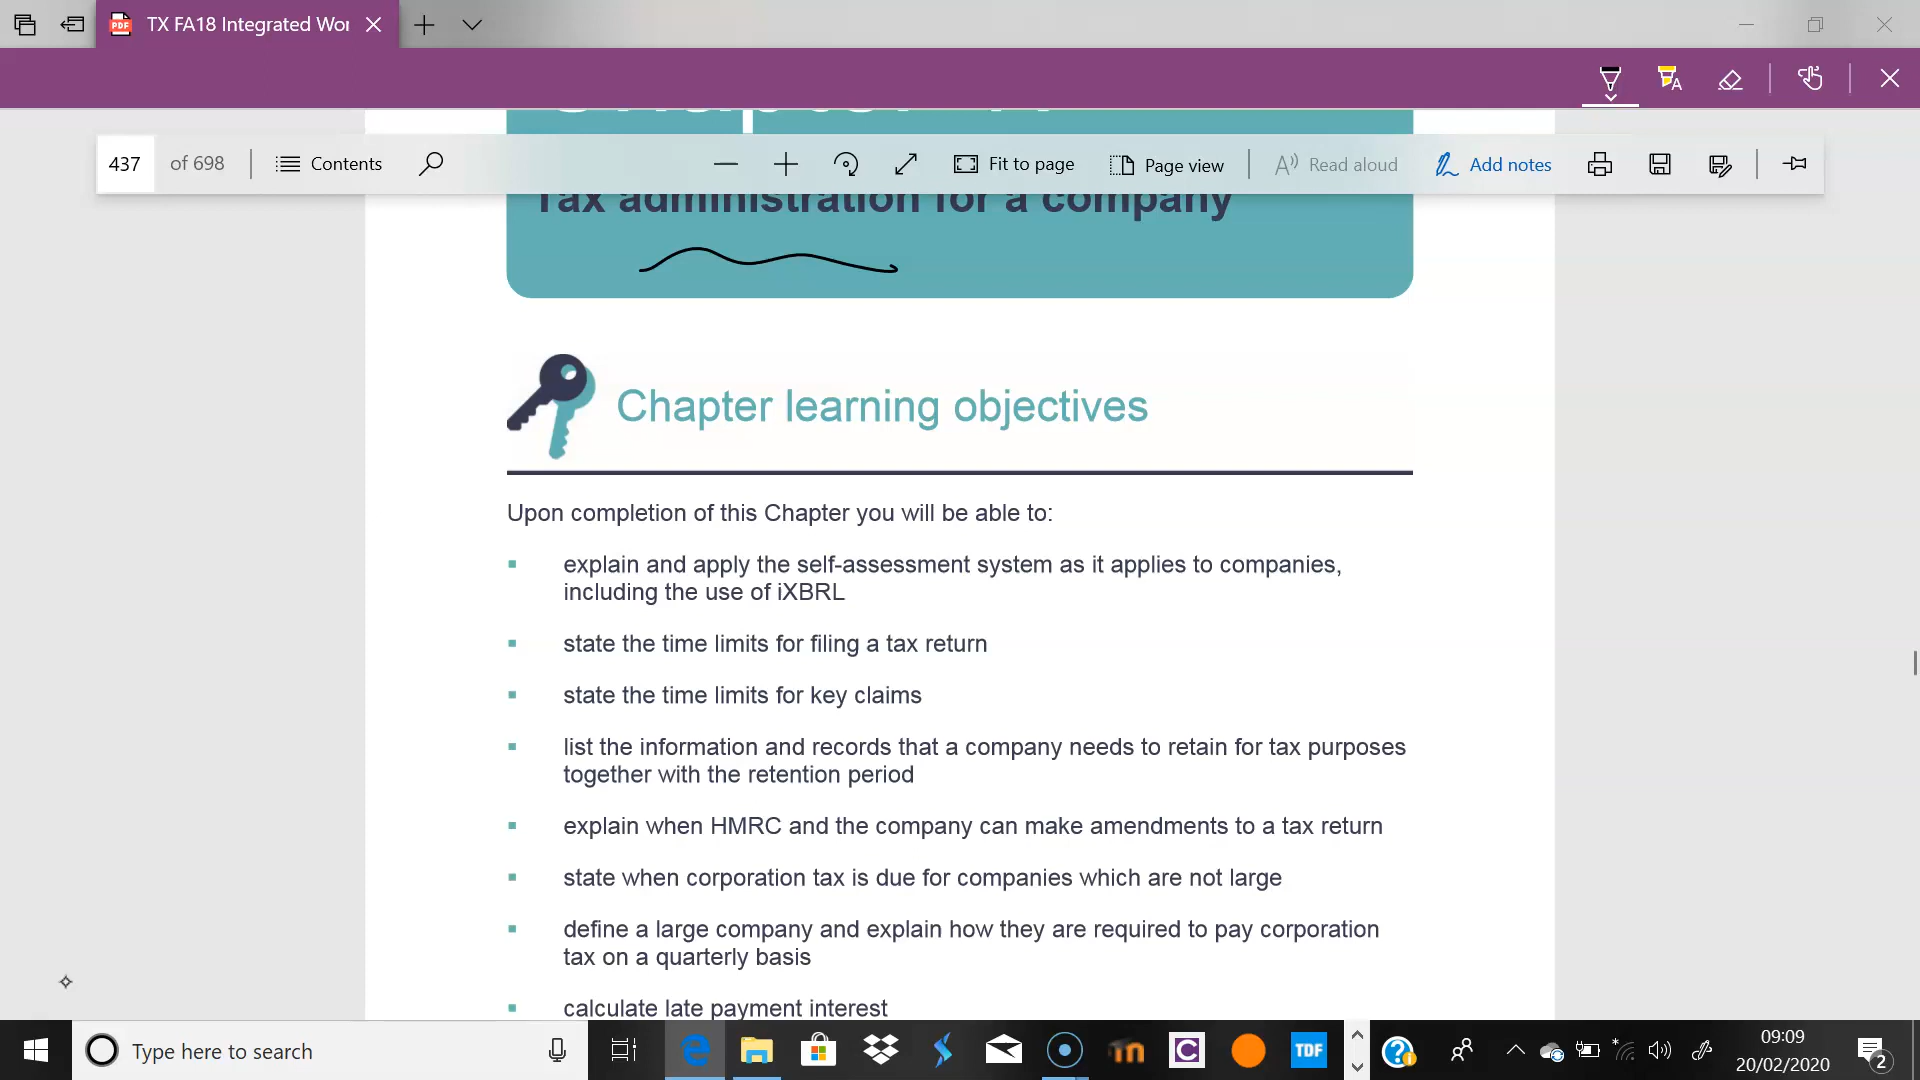 TX FA18 Integrated Wor
437 of 698 Contents Fit to page Page view Read aloud Add notes
Tax administration for a company
Chapter learning objectives
Upon completion of this Chapter you will be able to:
explain and apply the self-assessment system as it applies to companies,
including the use of iXBRL
state the time limits for filing a tax return
state the time limits for key claims
list the information and records that a company needs to retain for tax purposes
together with the retention period
explain when HMRC and the company can make amendments to a tax return
state when corporation tax is due for companies which are not large
define a large company and explain how they are required to pay corporation
tax on a quarterly basis
calculate late payment interest
Type here to search
TDF
09:09
20/02/2020
2